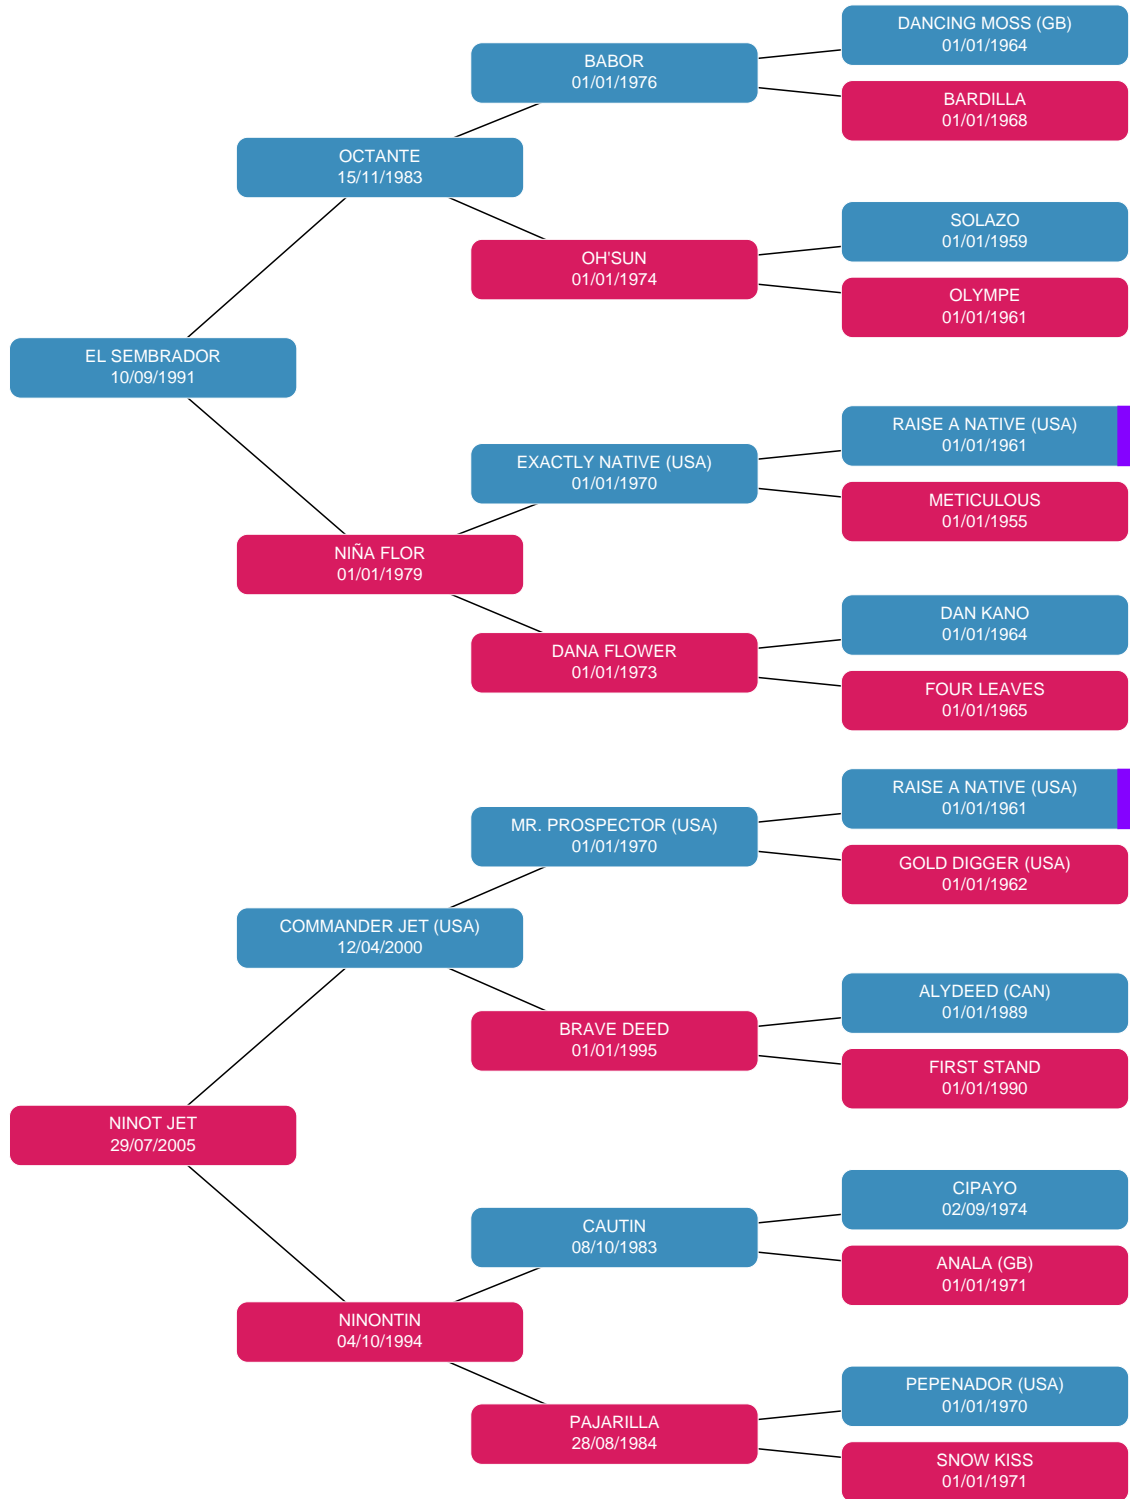 DANCING MOSS (GB)
01/01/1964
BABOR
01/01/1976
BARDILLA
01/01/1968
OCTANTE
15/11/1983
SOLAZO
01/01/1959
OH'SUN
01/01/1974
OLYMPE
01/01/1961
EL SEMBRADOR
10/09/1991
RAISE A NATIVE (USA)
01/01/1961
EXACTLY NATIVE (USA)
01/01/1970
METICULOUS
01/01/1955
NIÑA FLOR
01/01/1979
DAN KANO
01/01/1964
DANA FLOWER
01/01/1973
FOUR LEAVES
01/01/1965
RAISE A NATIVE (USA)
01/01/1961
MR. PROSPECTOR (USA)
01/01/1970
GOLD DIGGER (USA)
01/01/1962
COMMANDER JET (USA)
12/04/2000
ALYDEED (CAN)
01/01/1989
BRAVE DEED
01/01/1995
FIRST STAND
01/01/1990
NINOT JET
29/07/2005
CIPAYO
02/09/1974
CAUTIN
08/10/1983
ANALA (GB)
01/01/1971
NINONTIN
04/10/1994
PEPENADOR (USA)
01/01/1970
PAJARILLA
28/08/1984
SNOW KISS
01/01/1971